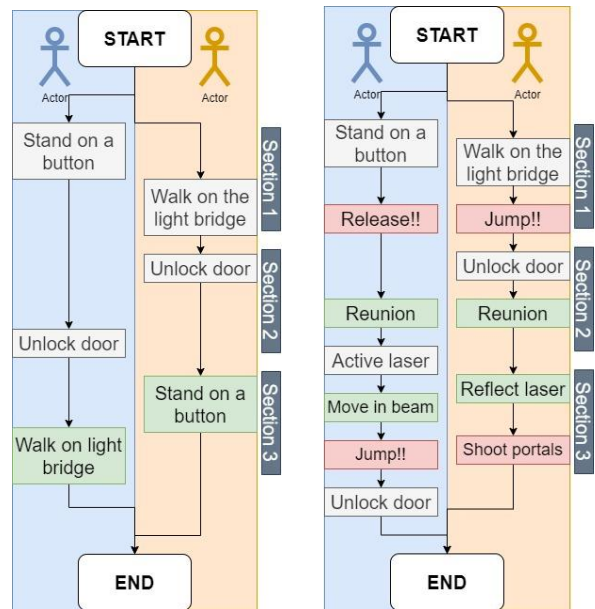 START
Actor
Actor
Stand on a
button
Walk on the
light bridge
Section 1
Unlock door
Section 2
Unlock door
Stand on a
button
Section 3
Walk on light
bridge
END
START
Actor
Actor
Stand on a
button
Walk on the
light bridge
Section 1
Release!!
Jump!!
Unlock door
Section 2
Reunion
Reunion
Active laser
Reflect laser
Section 3
Move in beam
Jump!!
Shoot portals
Unlock door
END